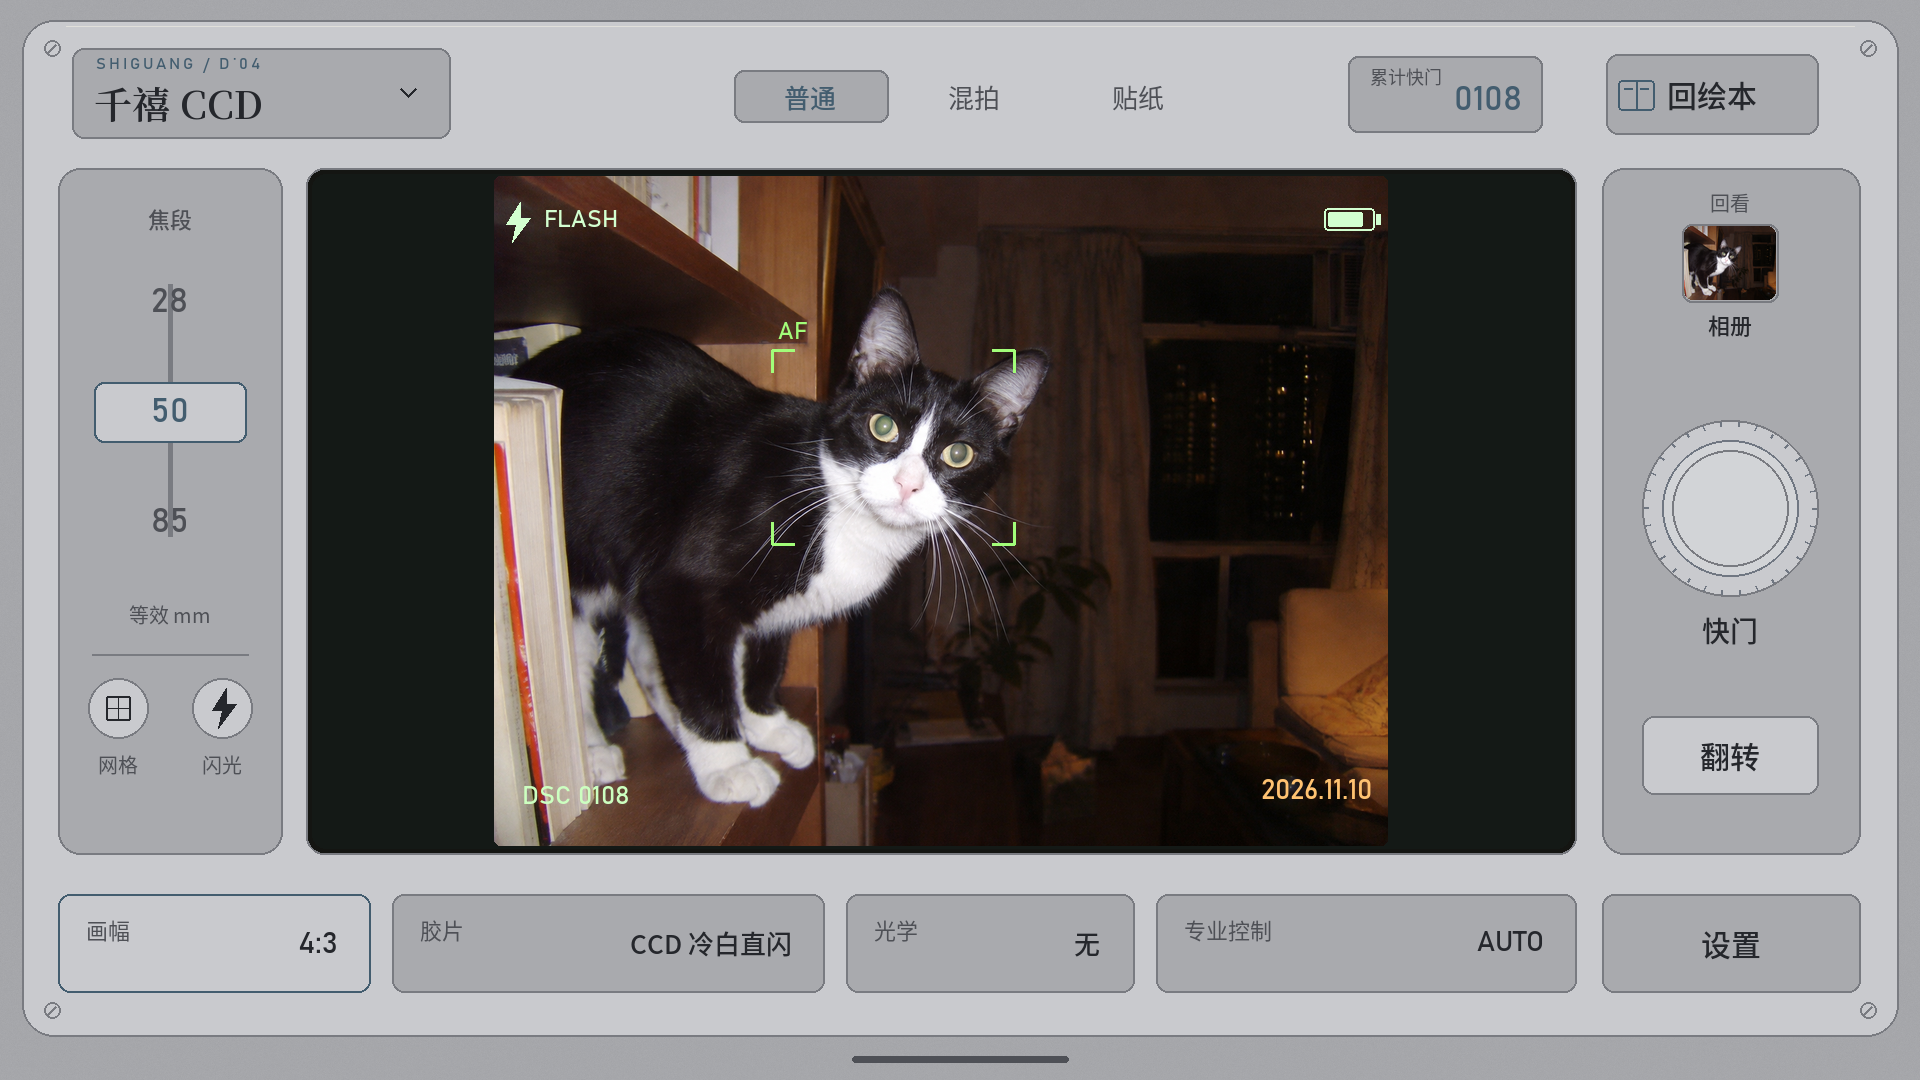 SHIGUANG / D'04
千禧 CCD
普通
混拍
贴纸
累计快门
0108
回绘本
焦段
28
50
85
等效 mm
网格
闪光
FLASH
AF
DSC 0108
2026.11.10
回看
相册
快门
翻转
画幅
4:3
胶片
CCD 冷白直闪
光学
无
专业控制
AUTO
设置